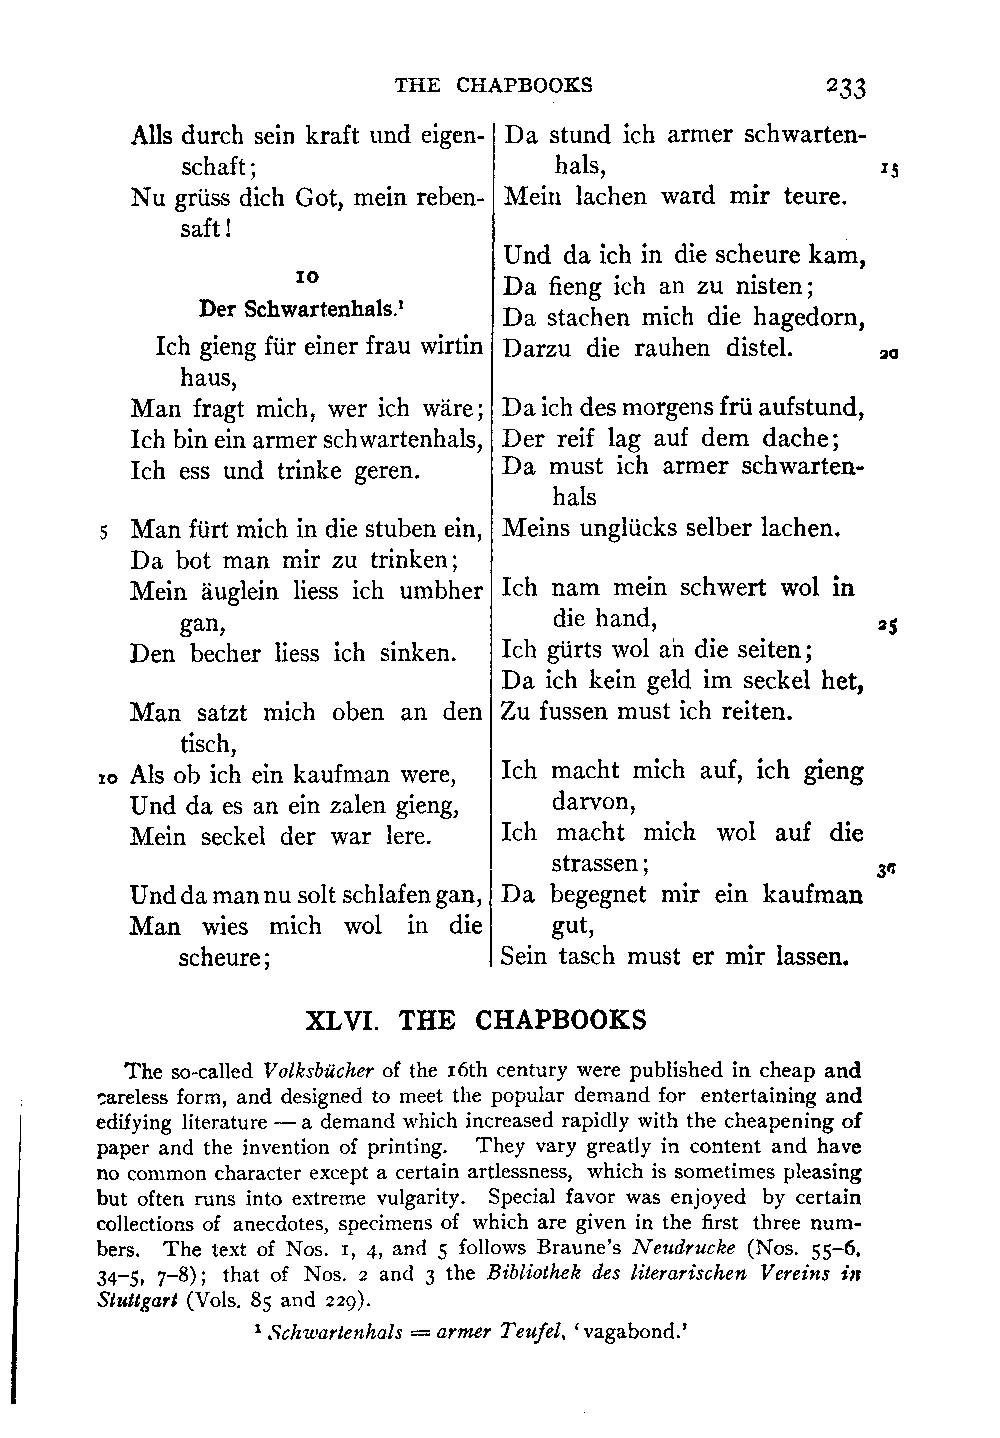 THE CHAPBOOKS 233
Alls durch sein kraft und eigen-
schaft;
Nu grüss dich Got, mein reben-
saft!
10
Der Schwartenhals.¹
Ich gieng für einer frau wirtin
haus,
Man fragt mich, wer ich wäre;
Ich bin ein armer schwartenhals,
Ich ess und trinke geren.
5 Man fürt mich in die stuben ein,
Da bot man mir zu trinken;
Mein äuglein liess ich umbher
gan,
Den becher liess ich sinken.
Man satzt mich oben an den
tisch,
10 Als ob ich ein kaufman were,
Und da es an ein zalen gieng,
Mein seckel der war lere.
Und da man nu solt schlafen gan,
Man wies mich wol in die
scheure;
Da stund ich armer schwarten-
hals, 15
Mein lachen ward mir teure.
Und da ich in die scheure kam,
Da fieng ich an zu nisten;
Da stachen mich die hagedorn,
Darzu die rauhen distel. 20
Da ich des morgens frü aufstund,
Der reif lag auf dem dache;
Da must ich armer schwarten-
hals
Meins unglücks selber lachen.
Ich nam mein schwert wol in
die hand, 25
Ich gürts wol an die seiten;
Da ich kein geld im seckel het,
Zu fussen must ich reiten.
Ich macht mich auf, ich gieng
darvon,
Ich macht mich wol auf die
strassen; 30
Da begegnet mir ein kaufman
gut,
Sein tasch must er mir lassen.
XLVI. THE CHAPBOOKS
The so-called Volksbücher of the 16th century were published in cheap and
careless form, and designed to meet the popular demand for entertaining and
edifying literature — a demand which increased rapidly with the cheapening of
paper and the invention of printing. They vary greatly in content and have
no common character except a certain artlessness, which is sometimes pleasing
but often runs into extreme vulgarity. Special favor was enjoyed by certain
collections of anecdotes, specimens of which are given in the first three num-
bers. The text of Nos. 1, 4, and 5 follows Braune's Neudrucke (Nos. 55–6,
34–5, 7–8); that of Nos. 2 and 3 the Bibliothek des literarischen Vereins in
Stuttgart (Vols. 85 and 229).
¹ Schwartenhals = armer Teufel, ‘vagabond.’